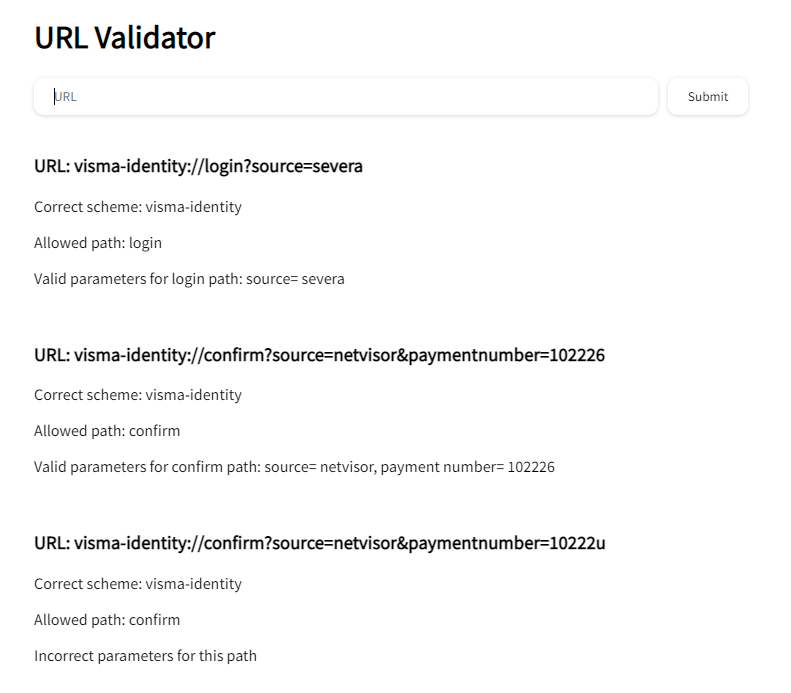 URL Validator
URL
Submit
URL: visma-identity://login?source=severa
Correct scheme: visma-identity
Allowed path: login
Valid parameters for login path: source= severa
URL: visma-identity://confirm?source=netvisor&paymentnumber=102226
Correct scheme: visma-identity
Allowed path: confirm
Valid parameters for confirm path: source= netvisor, payment number= 102226
URL: visma-identity://confirm?source=netvisor&paymentnumber=10222u
Correct scheme: visma-identity
Allowed path: confirm
Incorrect parameters for this path